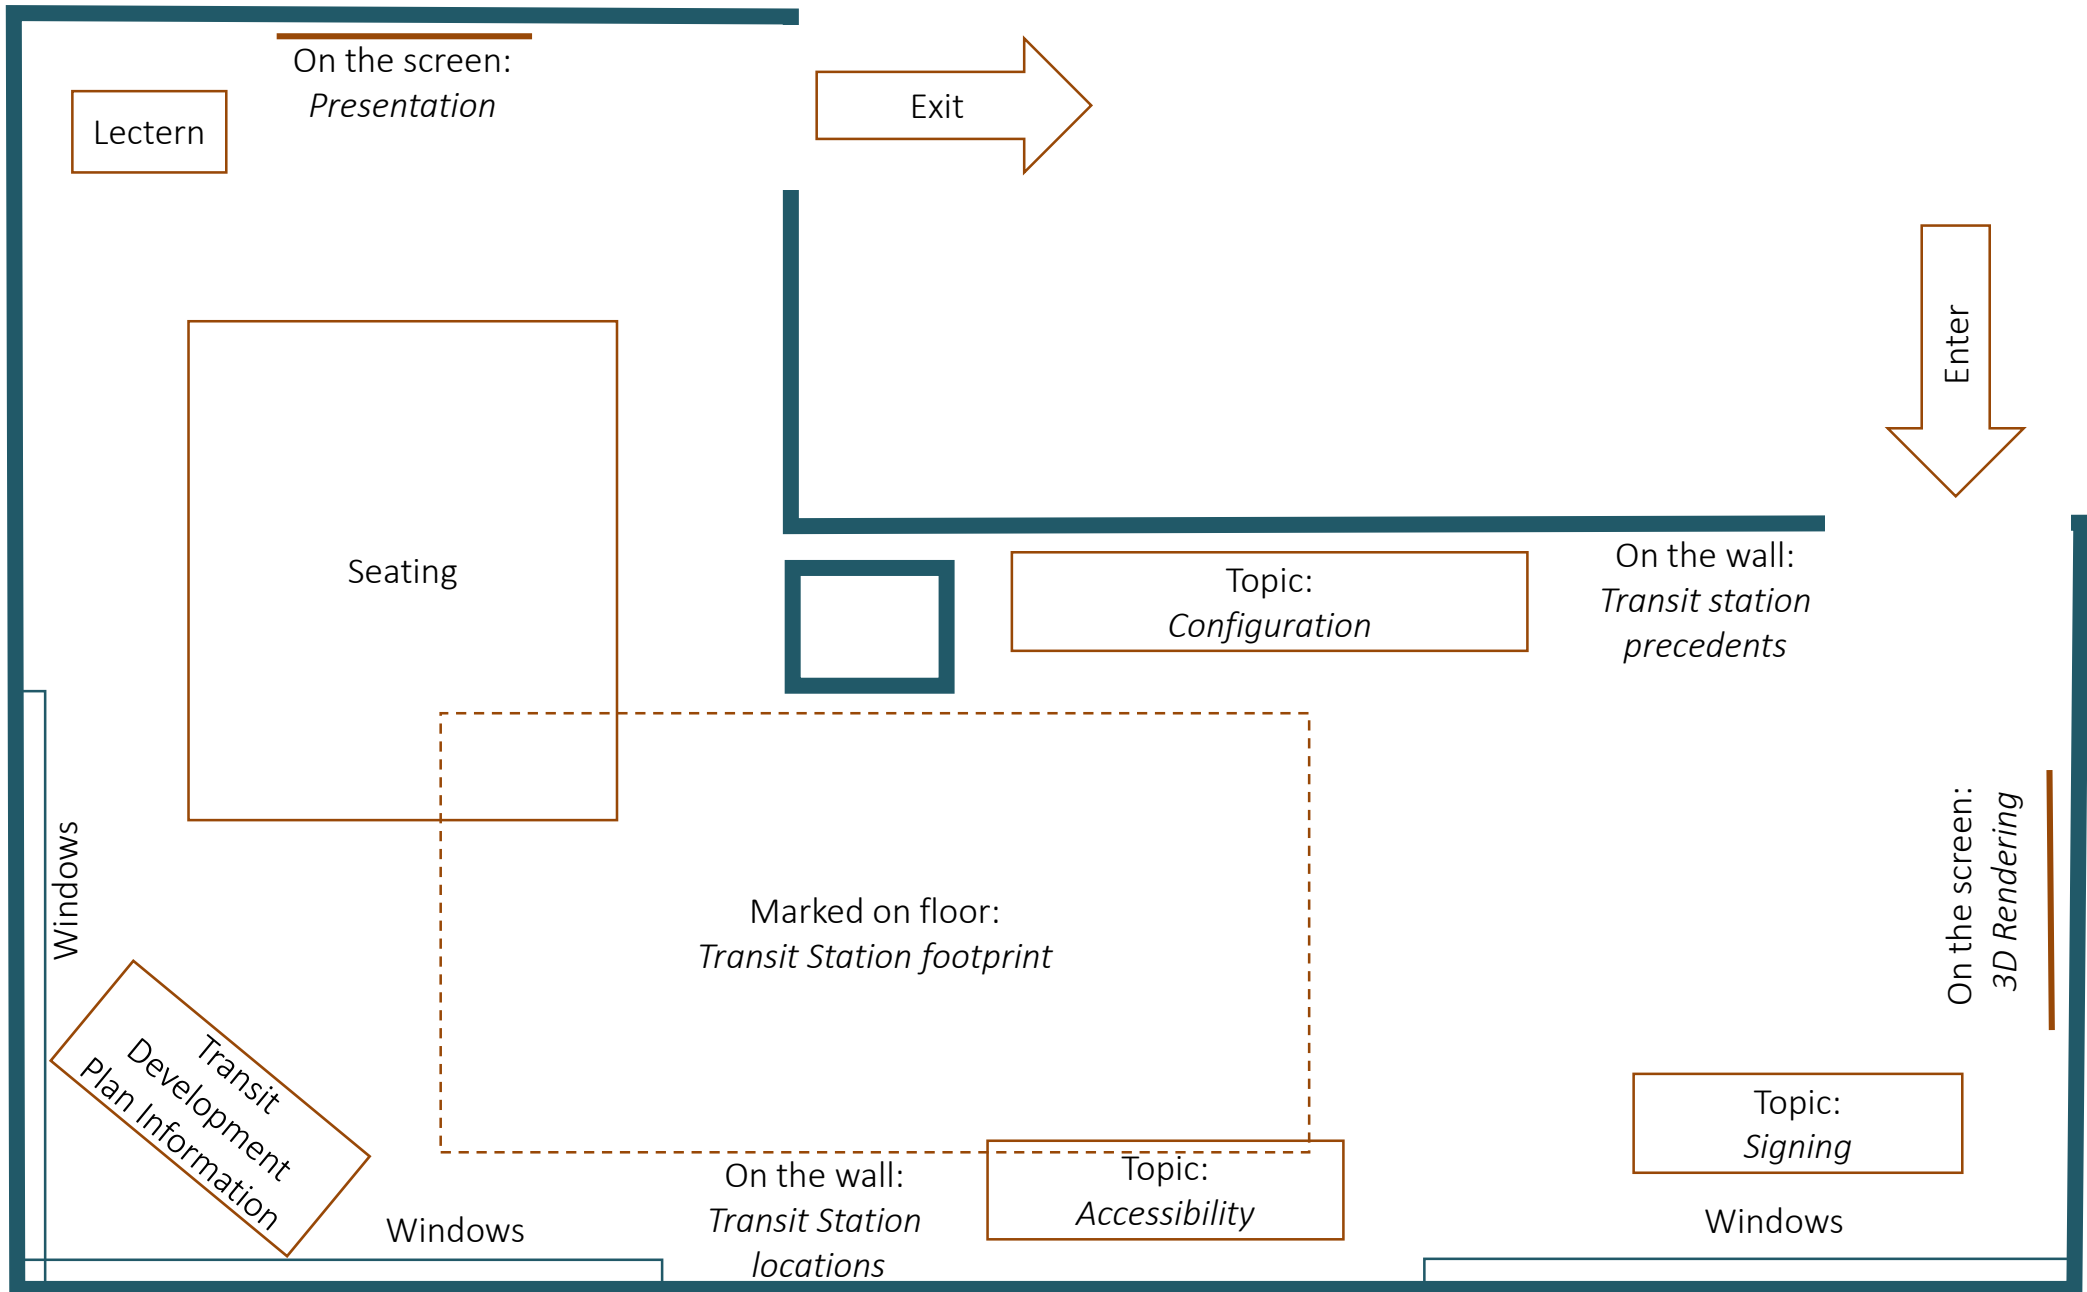 On the screen:
Presentation
Lectern
Exit
Enter
Seating
Topic:
Configuration
On the wall:
Transit station
precedents
Windows
On the screen:
3D Rendering
Marked on floor:
Transit Station footprint
Transit
Development
Plan Information
Windows
On the wall:
Transit Station
locations
Topic:
Accessibility
Topic:
Signing
Windows